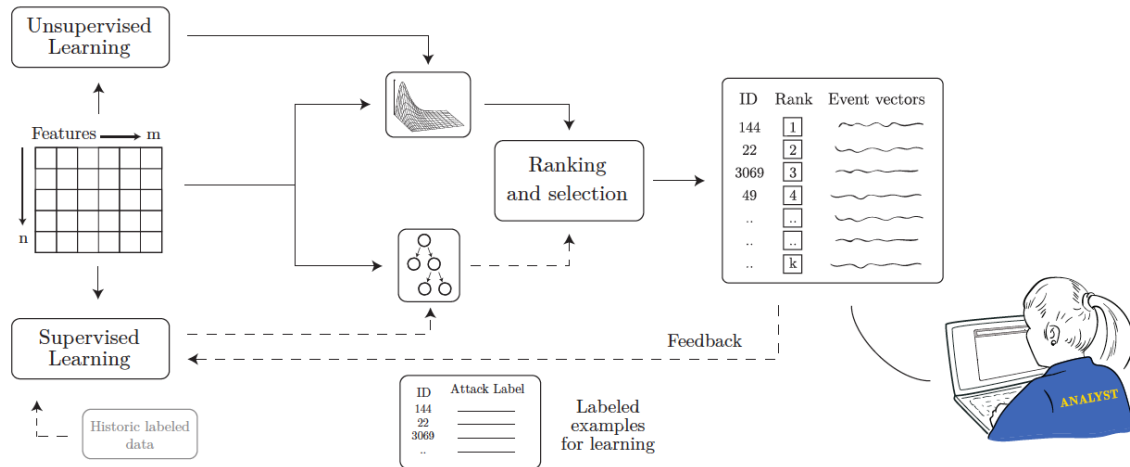 Unsupervised
Learning
Features
m
n
Supervised
Learning
Historic labeled
data
Ranking
and selection
ID Rank Event vectors
144 1
22 2
3069 3
49 4
.. ..
.. ..
.. k
Feedback
ID Attack Label
144
22
3069
..
Labeled
examples
for learning
ANALYST